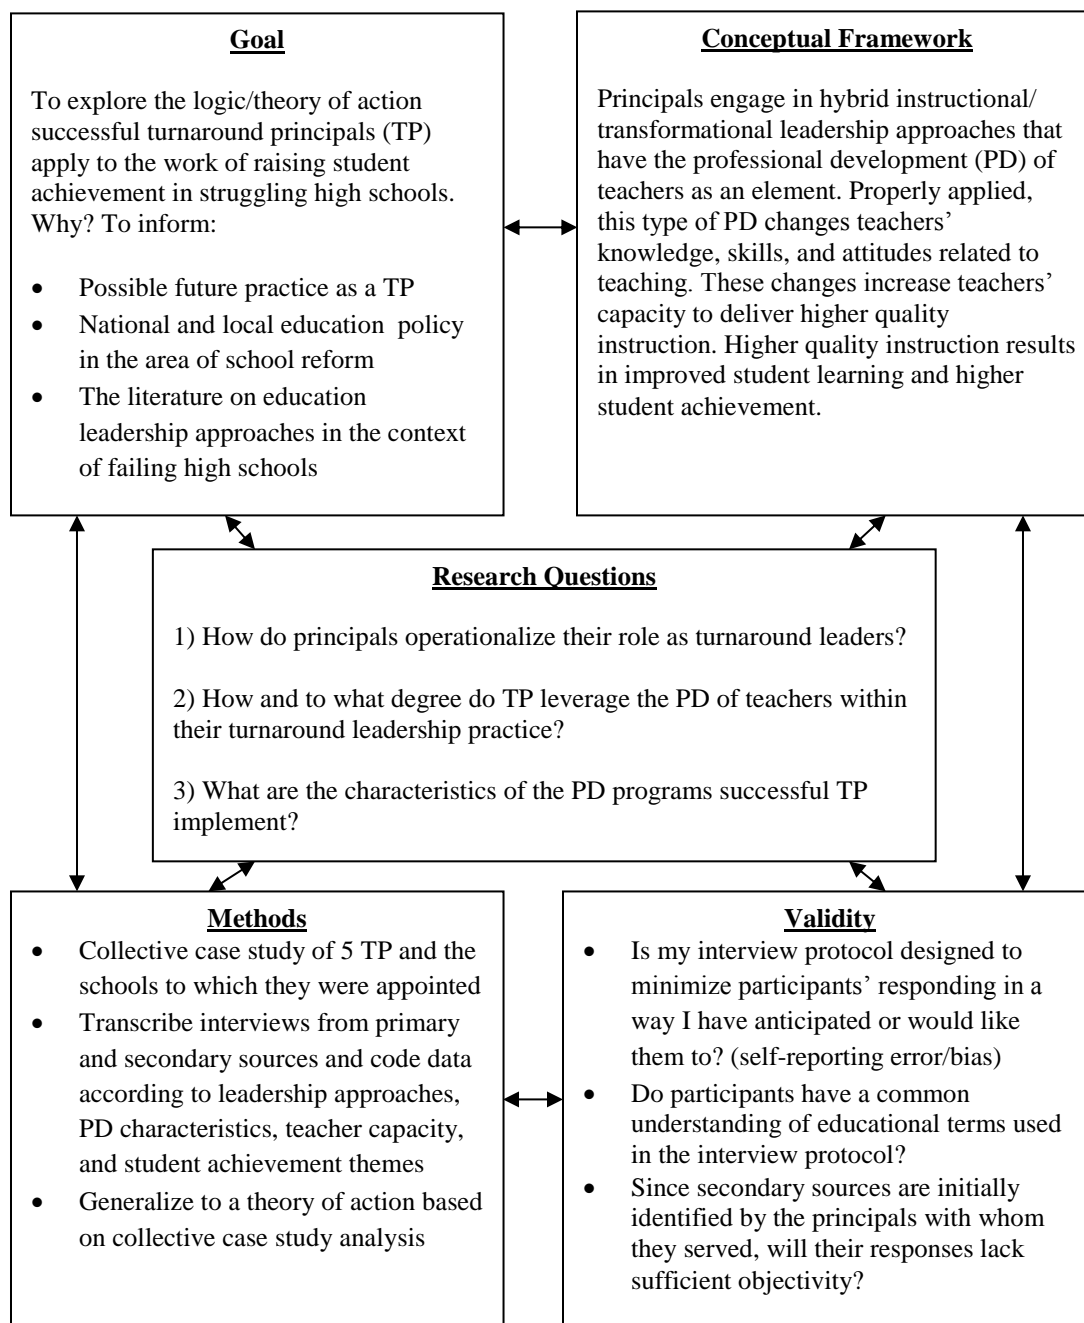 Goal
To explore the logic/theory of action
successful turnaround principals (TP)
apply to the work of raising student
achievement in struggling high schools.
Why? To inform:
• Possible future practice as a TP
• National and local education policy
in the area of school reform
• The literature on education
leadership approaches in the context
of failing high schools
Conceptual Framework
Principals engage in hybrid instructional/
transformational leadership approaches that
have the professional development (PD) of
teachers as an element. Properly applied,
this type of PD changes teachers’
knowledge, skills, and attitudes related to
teaching. These changes increase teachers’
capacity to deliver higher quality
instruction. Higher quality instruction results
in improved student learning and higher
student achievement.
Research Questions
1) How do principals operationalize their role as turnaround leaders?
2) How and to what degree do TP leverage the PD of teachers within
their turnaround leadership practice?
3) What are the characteristics of the PD programs successful TP
implement?
Methods
• Collective case study of 5 TP and the
schools to which they were appointed
• Transcribe interviews from primary
and secondary sources and code data
according to leadership approaches,
PD characteristics, teacher capacity,
and student achievement themes
• Generalize to a theory of action based
on collective case study analysis
Validity
• Is my interview protocol designed to
minimize participants’ responding in a
way I have anticipated or would like
them to? (self-reporting error/bias)
• Do participants have a common
understanding of educational terms used
in the interview protocol?
• Since secondary sources are initially
identified by the principals with whom
they served, will their responses lack
sufficient objectivity?